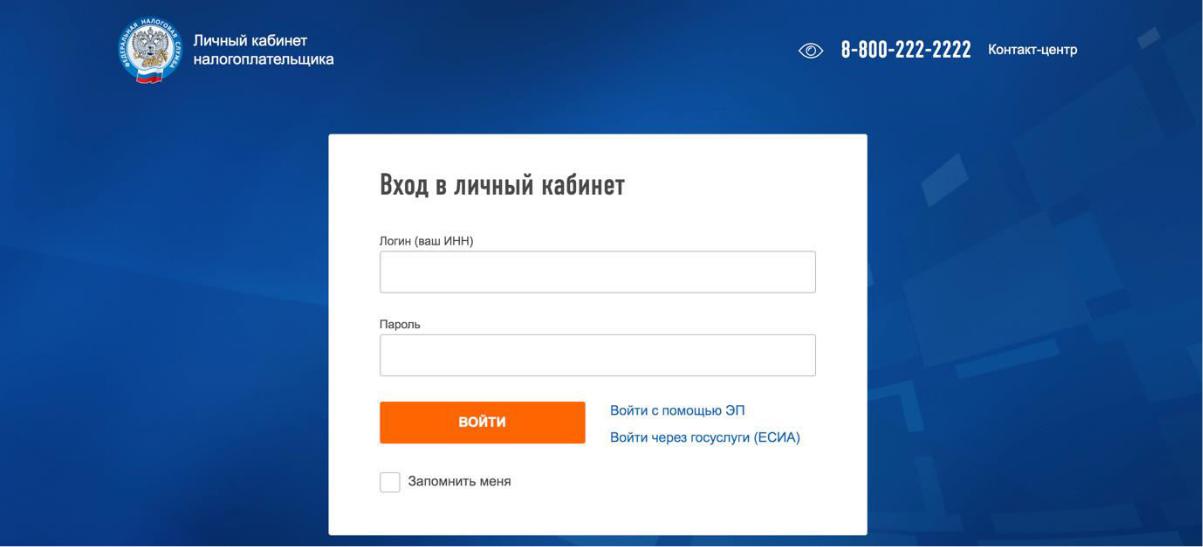 ФЕДЕРАЛЬНАЯ НАЛОГОВАЯ СЛУЖБА
Личный кабинет
налогоплательщика
8-800-222-2222 Контакт-центр
Вход в личный кабинет
Логин (ваш ИНН)
Пароль
ВОЙТИ
Войти с помощью ЭП
Войти через госуслуги (ЕСИА)
Запомнить меня